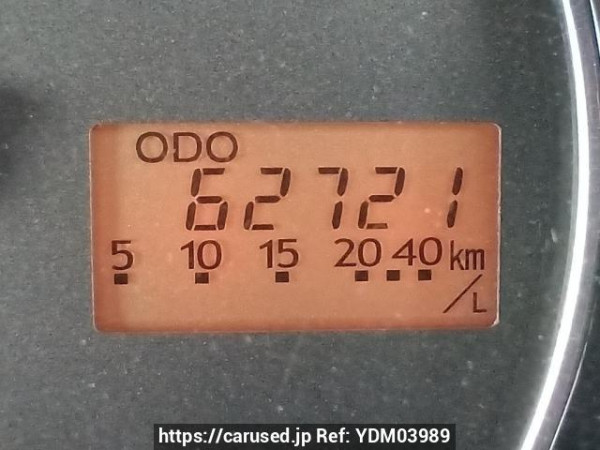 ODO
62721
5 10 15 20 40 km
/L
https://carused.jp Ref: YDM03989